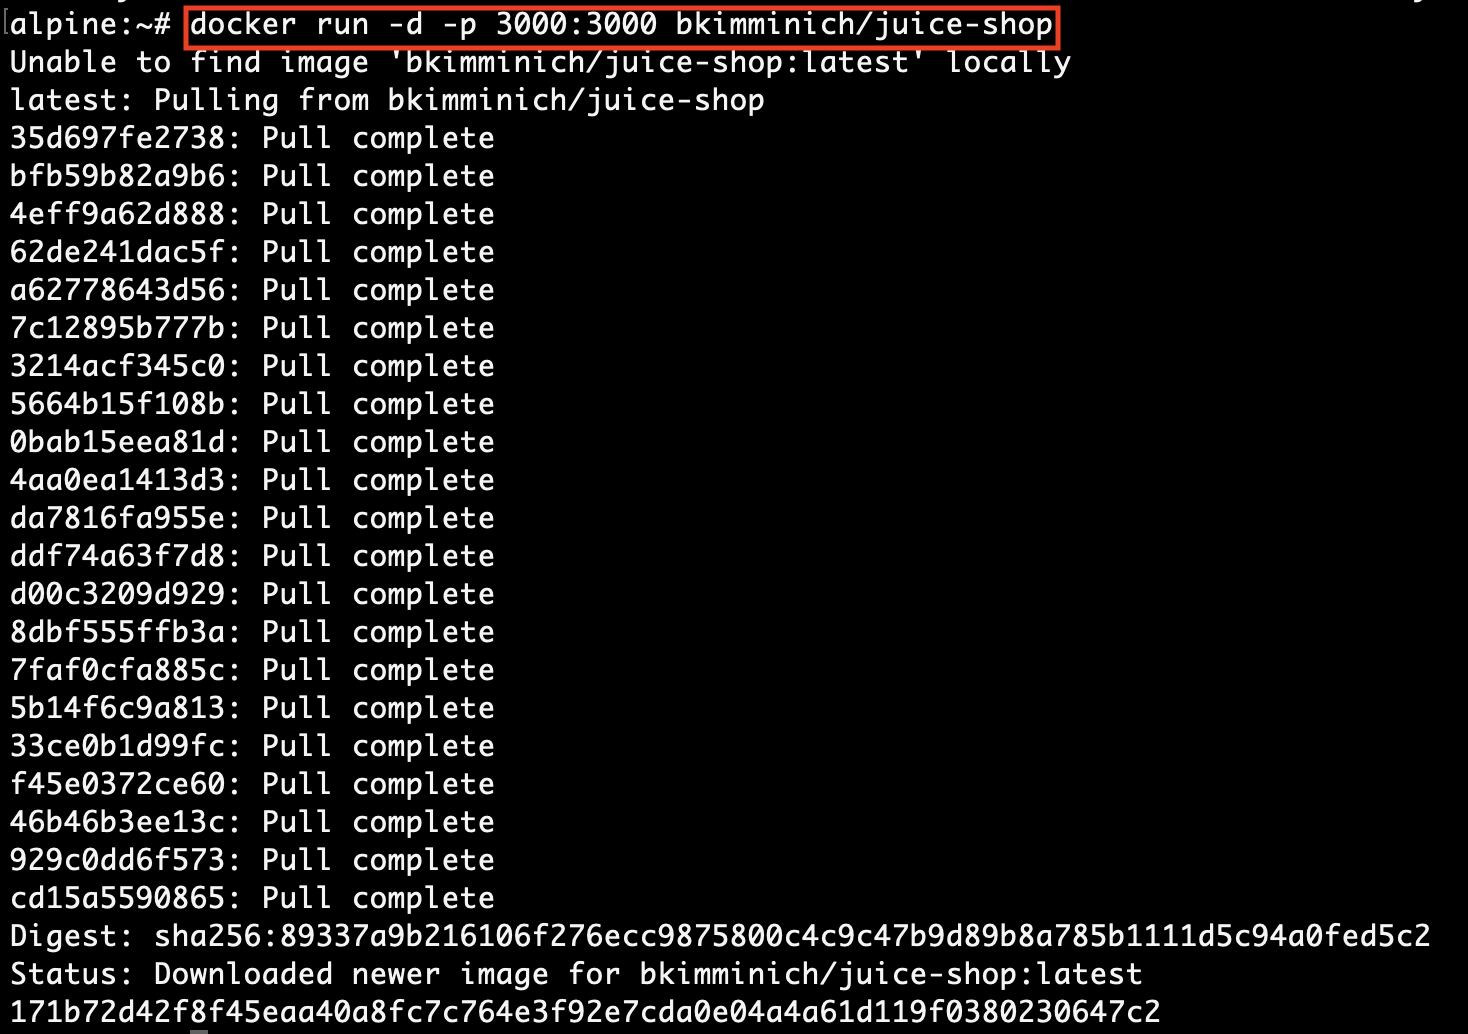 alpine:~# docker run -d -p 3000:3000 bkimminich/juice-shop
Unable to find image 'bkimminich/juice-shop:latest' locally
latest: Pulling from bkimminich/juice-shop
35d697fe2738: Pull complete
bfb59b82a9b6: Pull complete
4eff9a62d888: Pull complete
62de241dac5f: Pull complete
a62778643d56: Pull complete
7c12895b777b: Pull complete
3214acf345c0: Pull complete
5664b15f108b: Pull complete
0bab15eea81d: Pull complete
4aa0ea1413d3: Pull complete
da7816fa955e: Pull complete
ddf74a63f7d8: Pull complete
d00c3209d929: Pull complete
8dbf555ffb3a: Pull complete
7faf0cfa885c: Pull complete
5b14f6c9a813: Pull complete
33ce0b1d99fc: Pull complete
f45e0372ce60: Pull complete
46b46b3ee13c: Pull complete
929c0dd6f573: Pull complete
cd15a5590865: Pull complete
Digest: sha256:89337a9b216106f276ecc9875800c4c9c47b9d89b8a785b1111d5c94a0fed5c2
Status: Downloaded newer image for bkimminich/juice-shop:latest
171b72d42f8f45eaa40a8fc7c764e3f92e7cda0e04a4a61d119f0380230647c2